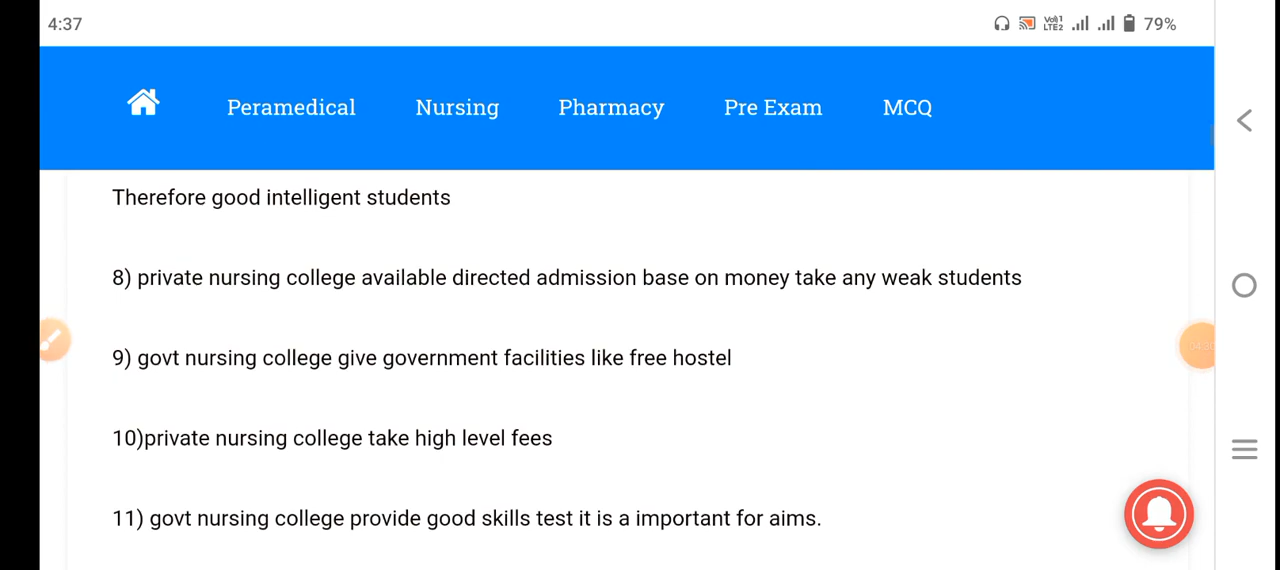 4:37
Vo)) 1
LTE2
79%
Peramedical Nursing Pharmacy Pre Exam MCQ
Therefore good intelligent students
8) private nursing college available directed admission base on money take any weak students
9) govt nursing college give government facilities like free hostel
10)private nursing college take high level fees
11) govt nursing college provide good skills test it is a important for aims.